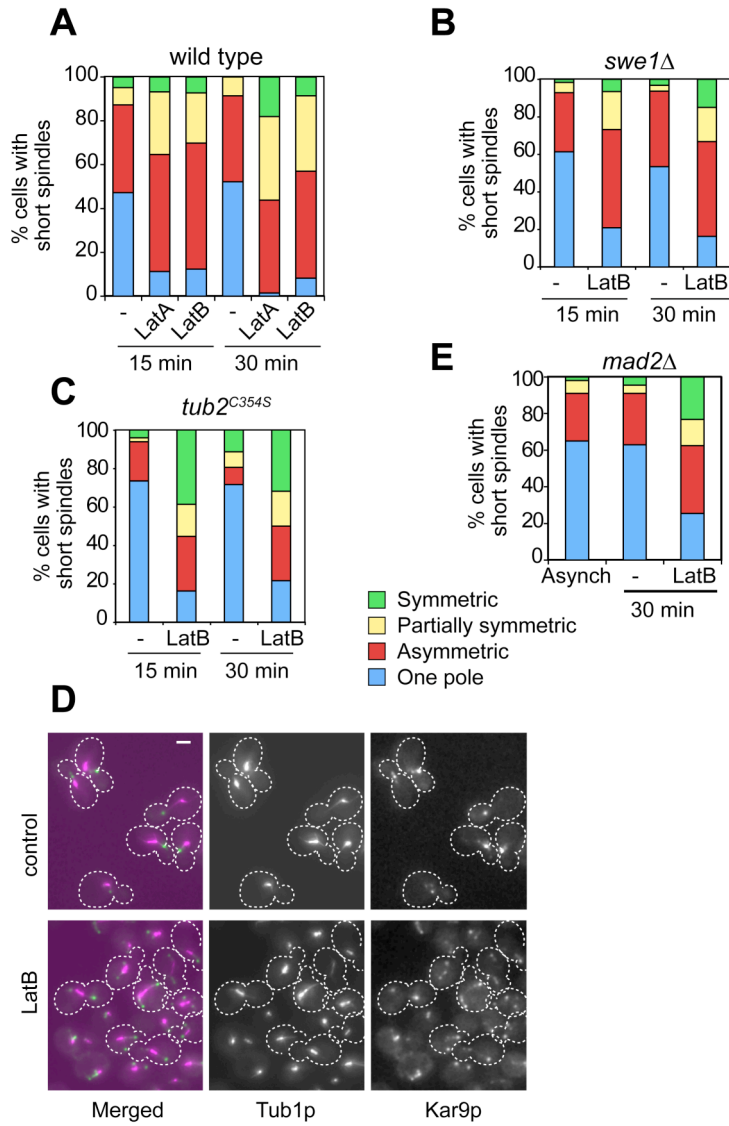 A
wild type
% cells with
short spindles
100
80
60
40
20
0
- LatA LatB - LatA LatB
15 min 30 min
B
swe1Δ
% cells with
short spindles
100
80
60
40
20
0
- LatB - LatB
15 min 30 min
C
tub2C354S
% cells with
short spindles
100
80
60
40
20
0
- LatB - LatB
15 min 30 min
E
mad2Δ
% cells with
short spindles
100
80
60
40
20
0
Asynch - LatB
30 min
Symmetric
Partially symmetric
Asymmetric
One pole
D
control
LatB
Merged Tub1p Kar9p